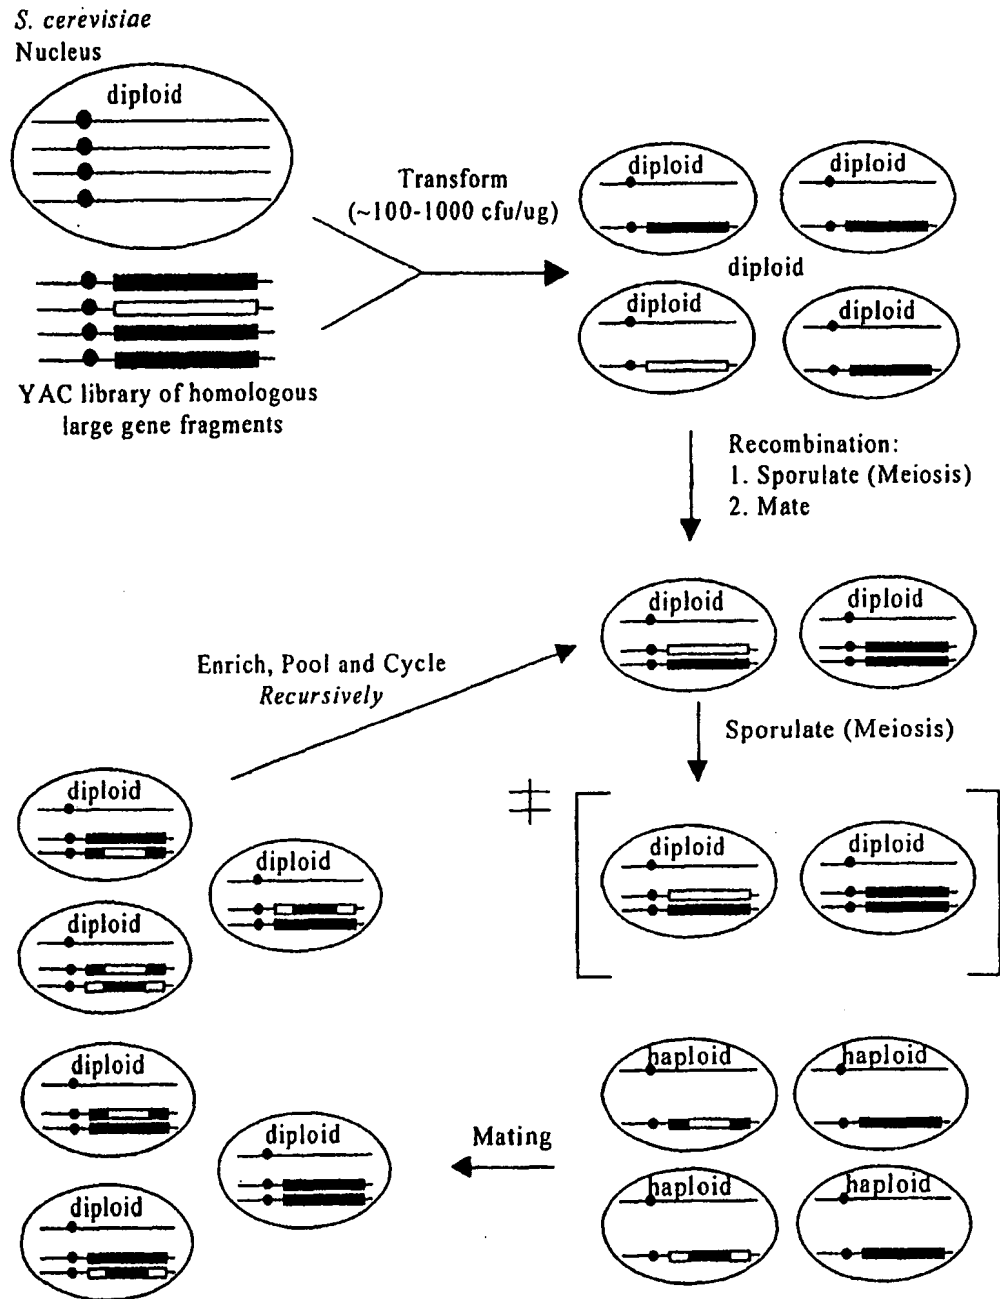 S. cerevisiae
Nucleus
diploid
Transform
(~100-1000 cfu/ug)
YAC library of homologous
large gene fragments
diploid
diploid
diploid
diploid
diploid
Recombination:
1. Sporulate (Meiosis)
2. Mate
diploid
diploid
Enrich, Pool and Cycle
Recursively
Sporulate (Meiosis)
diploid
diploid
diploid
diploid
diploid
diploid
diploid
diploid
haploid
haploid
haploid
haploid
Mating